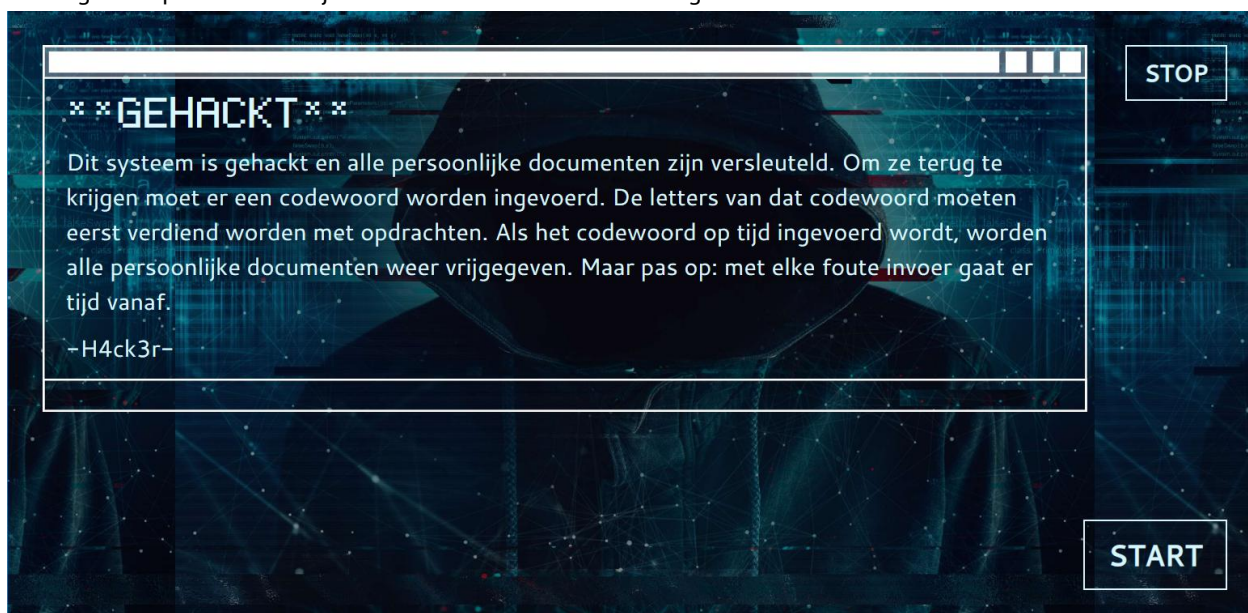 STOP
**GEHACKT**
Dit systeem is gehackt en alle persoonlijke documenten zijn versleuteld. Om ze terug te
krijgen moet er een codewoord worden ingevoerd. De letters van dat codewoord moeten
eerst verdiend worden met opdrachten. Als het codewoord op tijd ingevoerd wordt, worden
alle persoonlijke documenten weer vrijgegeven. Maar pas op: met elke foute invoer gaat er
tijd vanaf.
-H4ck3r-
START